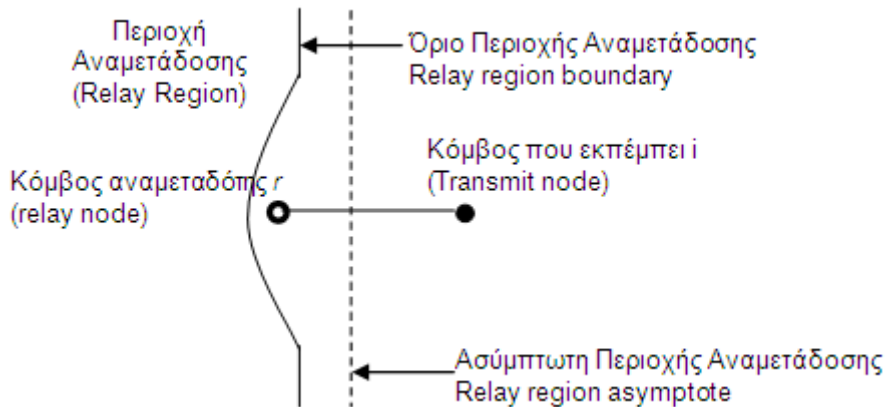 Περιοχή
Αναμετάδοσης
(Relay Region)
Όριο Περιοχής Αναμετάδοσης
Relay region boundary
Κόμβος που εκπέμπει i
(Transmit node)
Κόμβος αναμεταδότης r
(relay node)
Ασύμπτωτη Περιοχής Αναμετάδοσης
Relay region asymptote